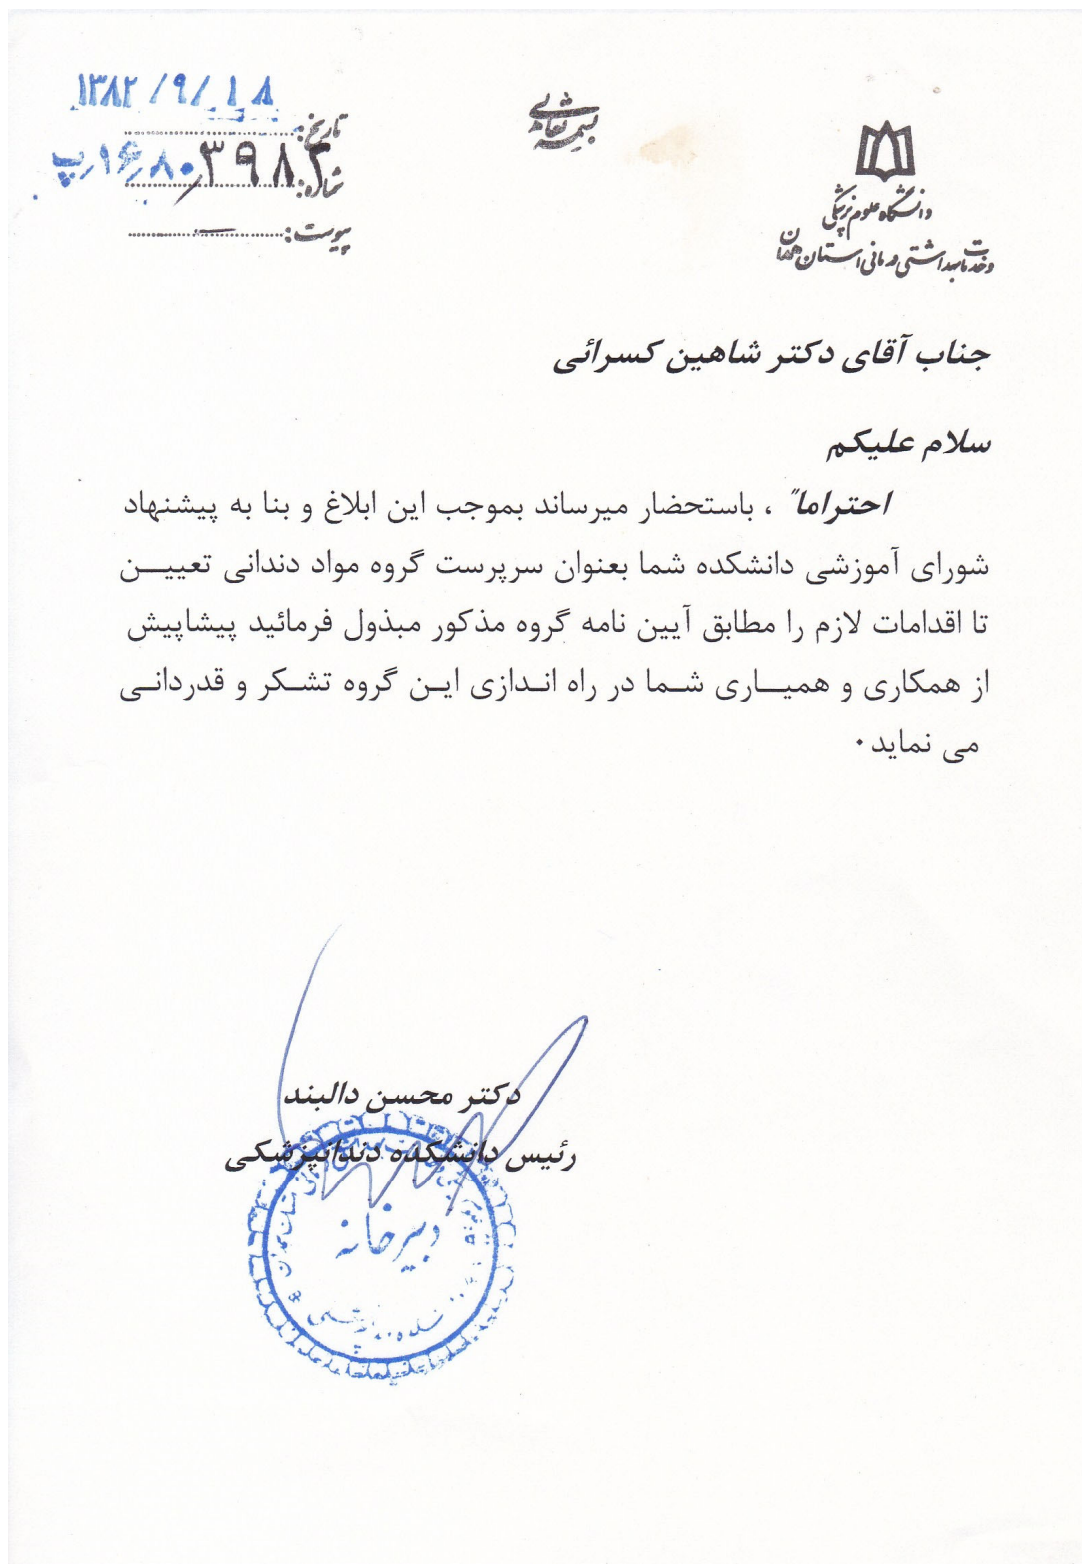 بسمه تعالی
دانشگاه علوم پزشکی
و خدمات بهداشتی درمانی استان همدان
تاریخ: ۱۳۸۲/۹/۱۸
شماره: ۱۶/۸۰/۳۹۸۲/پ
پیوست:
جناب آقای دکتر شاهین کسرائی
سلام علیکم
احتراماً ، باستحضار میرساند بموجب این ابلاغ و بنا به پیشنهاد
شورای آموزشی دانشکده شما بعنوان سرپرست گروه مواد دندانی تعیین
تا اقدامات لازم را مطابق آیین نامه گروه مذکور مبذول فرمائید پیشاپیش
از همکاری و همیاری شما در راه اندازی این گروه تشکر و قدردانی
می نماید.
دکتر محسن دالبند
رئیس دانشکده دندانپزشکی
دبیرخانه